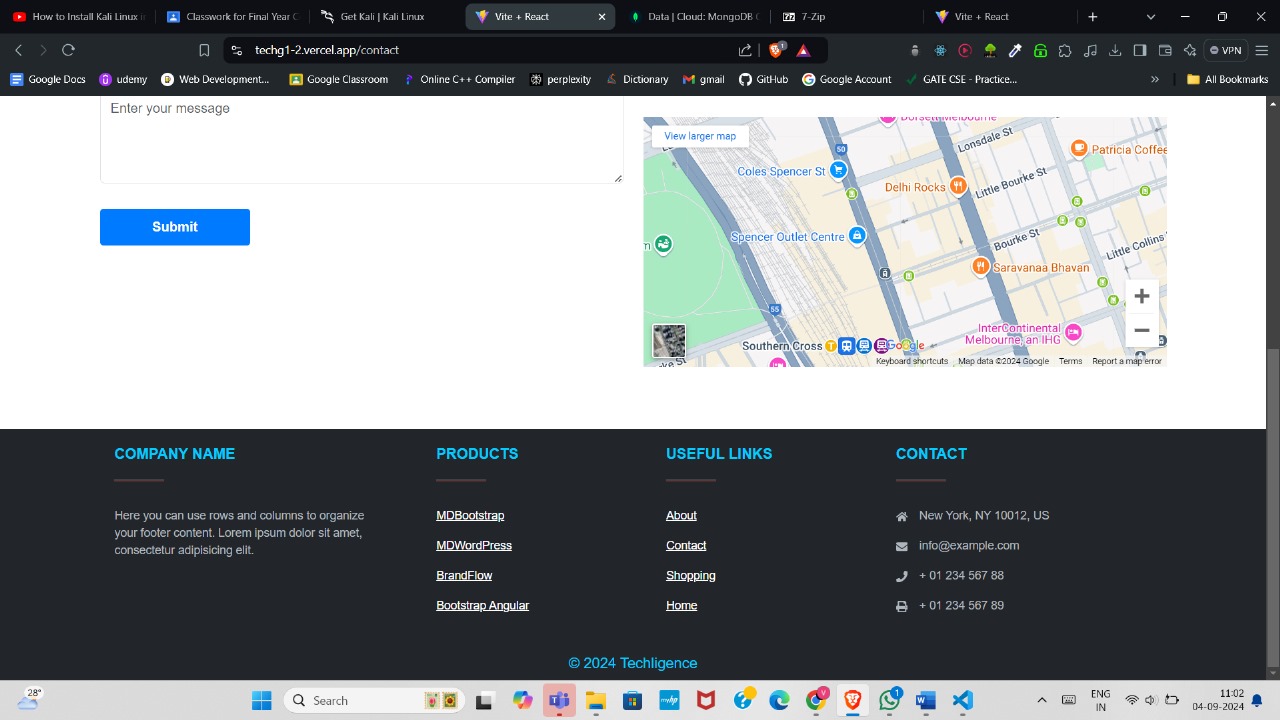 How to Install Kali Linux in
Classwork for Final Year C
Get Kali | Kali Linux
Vite + React
Data | Cloud: MongoDB C
7-Zip
Vite + React
techg1-2.vercel.app/contact
1
VPN
Google Docs
udemy
Web Development...
Google Classroom
Online C++ Compiler
perplexity
Dictionary
gmail
GitHub
Google Account
GATE CSE - Practice...
All Bookmarks
Enter your message
Submit
View larger map
Dorsett Melbourne
Lonsdale St
50
Patricia Coffee
Coles Spencer St
Delhi Rocks
Little Bourke St
Spencer Outlet Centre
Bourke St
Little Collins
Saravanaa Bhavan
55
InterContinental
Melbourne, an IHG
Southern Cross
Google
Keyboard shortcuts
Map data ©2024 Google
Terms
Report a map error
COMPANY NAME
Here you can use rows and columns to organize
your footer content. Lorem ipsum dolor sit amet,
consectetur adipisicing elit.
PRODUCTS
MDBootstrap
MDWordPress
BrandFlow
Bootstrap Angular
USEFUL LINKS
About
Contact
Shopping
Home
CONTACT
New York, NY 10012, US
info@example.com
+ 01 234 567 88
+ 01 234 567 89
© 2024 Techligence
28°
Search
V
1
ENG
IN
11:02
04-09-2024